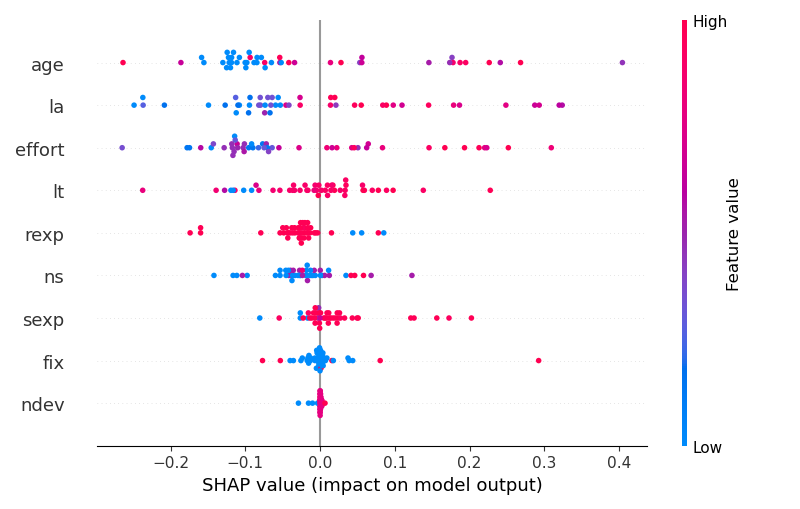 High
age
la
effort
lt
rexp
ns
sexp
fix
ndev
Feature value
Low
−0.2 −0.1 0.0 0.1 0.2 0.3 0.4
SHAP value (impact on model output)